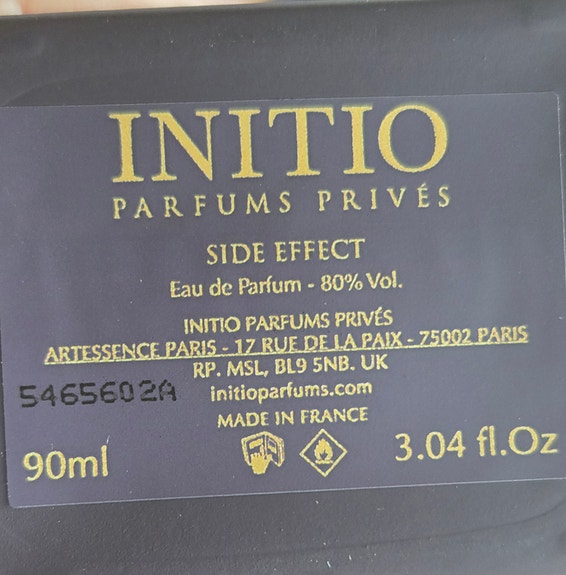 INITIO
PARFUMS PRIVÉS
SIDE EFFECT
Eau de Parfum - 80% Vol.
INITIO PARFUMS PRIVÉS
ARTESSENCE PARIS - 17 RUE DE LA PAIX - 75002 PARIS
RP. MSL, BL9 5NB. UK
5465602A
initioparfums.com
MADE IN FRANCE
90ml
3.04 fl.Oz